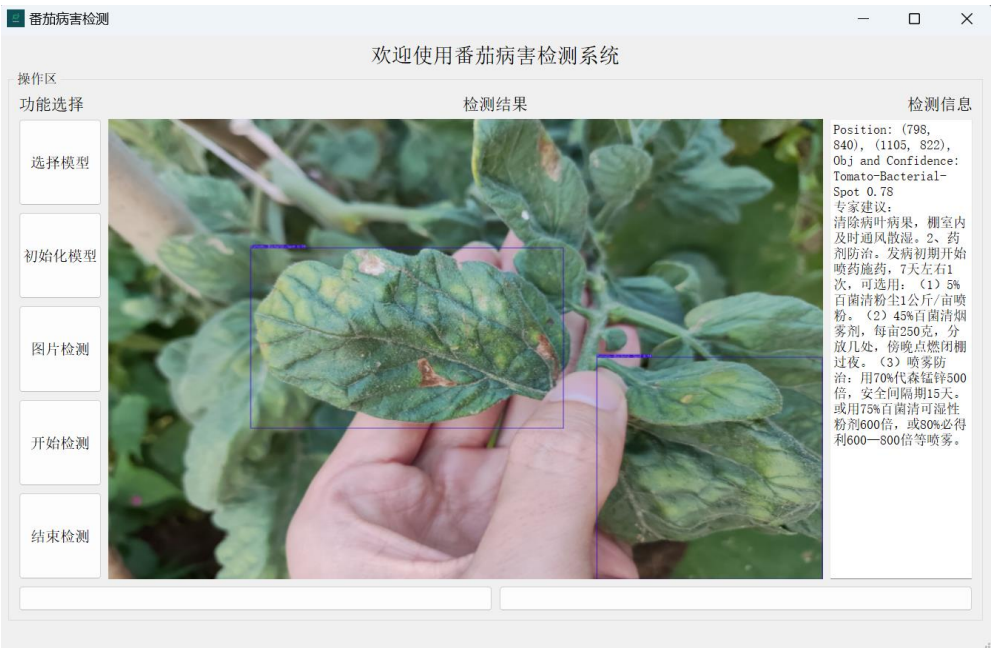 番茄病害检测
欢迎使用番茄病害检测系统
操作区
功能选择
检测结果
检测信息
选择模型
初始化模型
图片检测
开始检测
结束检测
Position: (798,
840), (1105, 822),
Obj and Confidence:
Tomato-Bacterial-
Spot 0.78
专家建议:
清除病叶病果，棚室内
及时通风散湿。2、药
剂防治。发病初期开始
喷药施药，7天左右1
次，可选用：（1）5%
百菌清粉尘1公斤/亩喷
粉。（2）45%百菌清烟
雾剂，每亩250克，分
放几处，傍晚点燃闭棚
过夜。（3）喷雾防
治：用70%代森锰锌500
倍，安全间隔期15天。
或用75%百菌清可湿性
粉剂600倍，或80%必得
利600—800倍等喷雾。